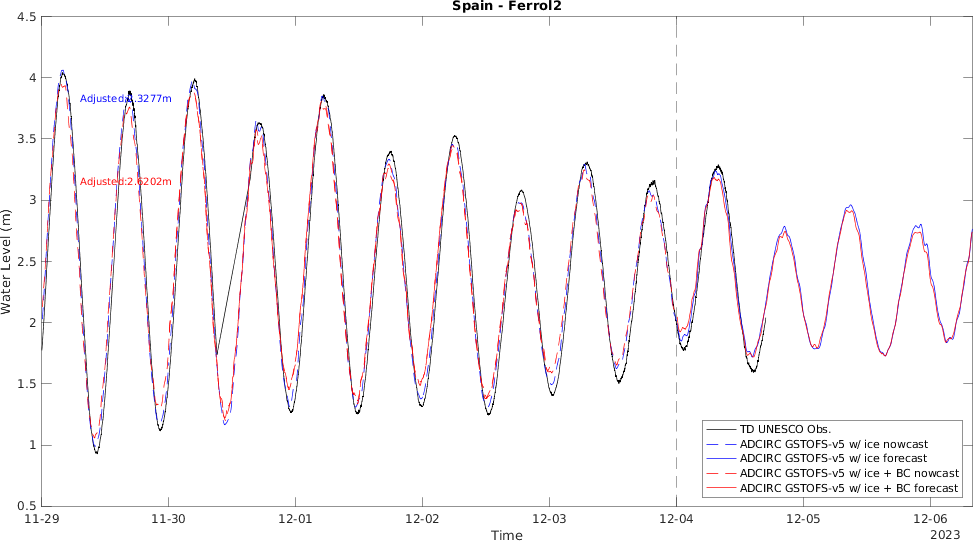 Spain - Ferrol2
4.5
4
3.5
3
2.5
2
1.5
1
0.5
Water Level (m)
Adjusted:2.6202m
11-29
11-30
12-01
12-02
12-03
12-04
12-05
12-06
2023
Time
TD UNESCO Obs.
ADCIRC GSTOFS-v5 w/ ice nowcast
ADCIRC GSTOFS-v5 w/ ice forecast
ADCIRC GSTOFS-v5 w/ ice + BC nowcast
ADCIRC GSTOFS-v5 w/ ice + BC forecast